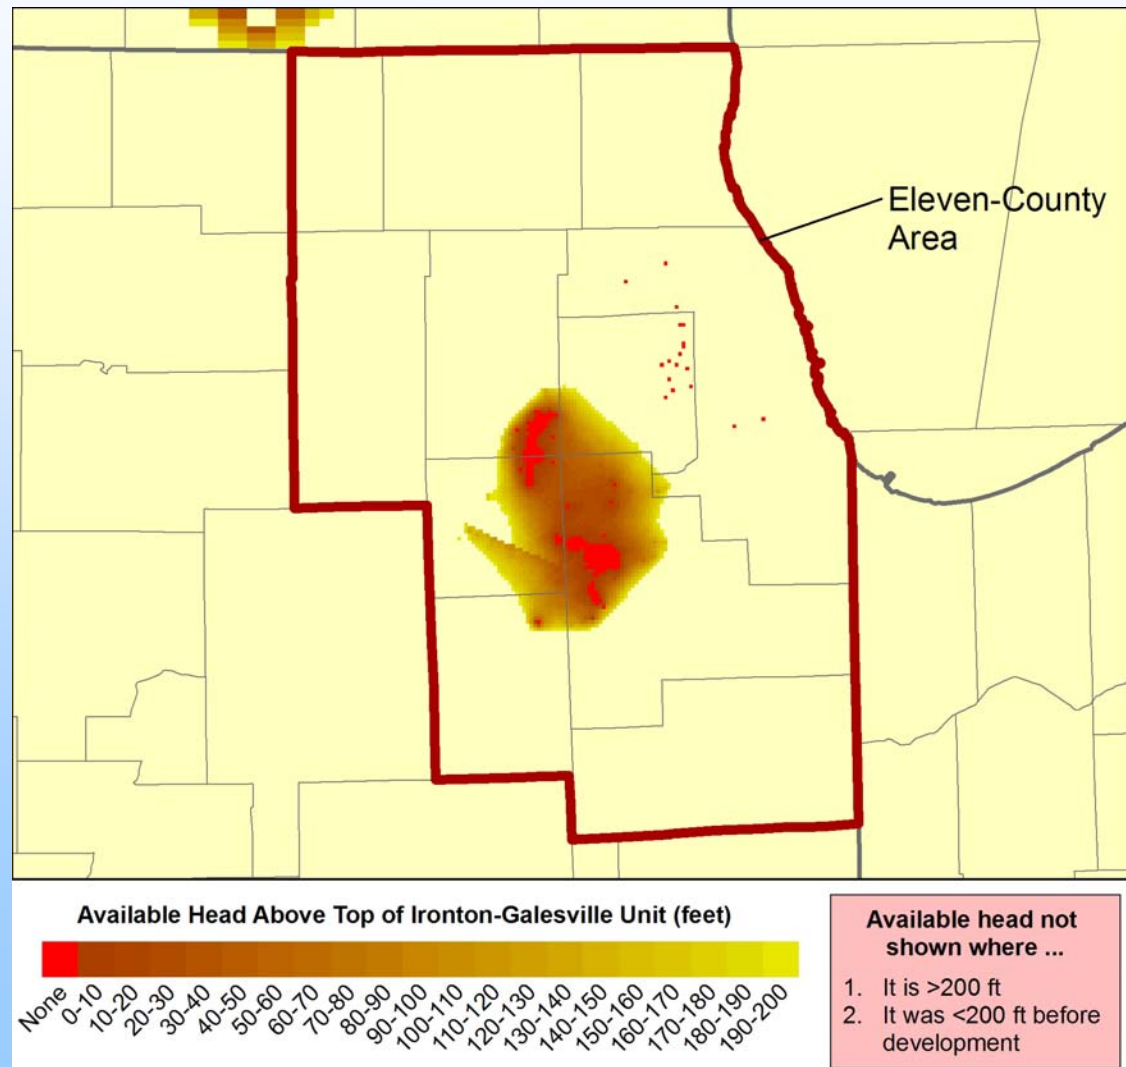 Eleven-County
Area
Available Head Above Top of Ironton-Galesville Unit (feet)
None
0-10
10-20
20-30
30-40
40-50
50-60
60-70
70-80
80-90
90-100
100-110
110-120
120-130
130-140
140-150
150-160
160-170
170-180
180-190
190-200
Available head not
shown where ...
1. It is >200 ft
2. It was <200 ft before
development